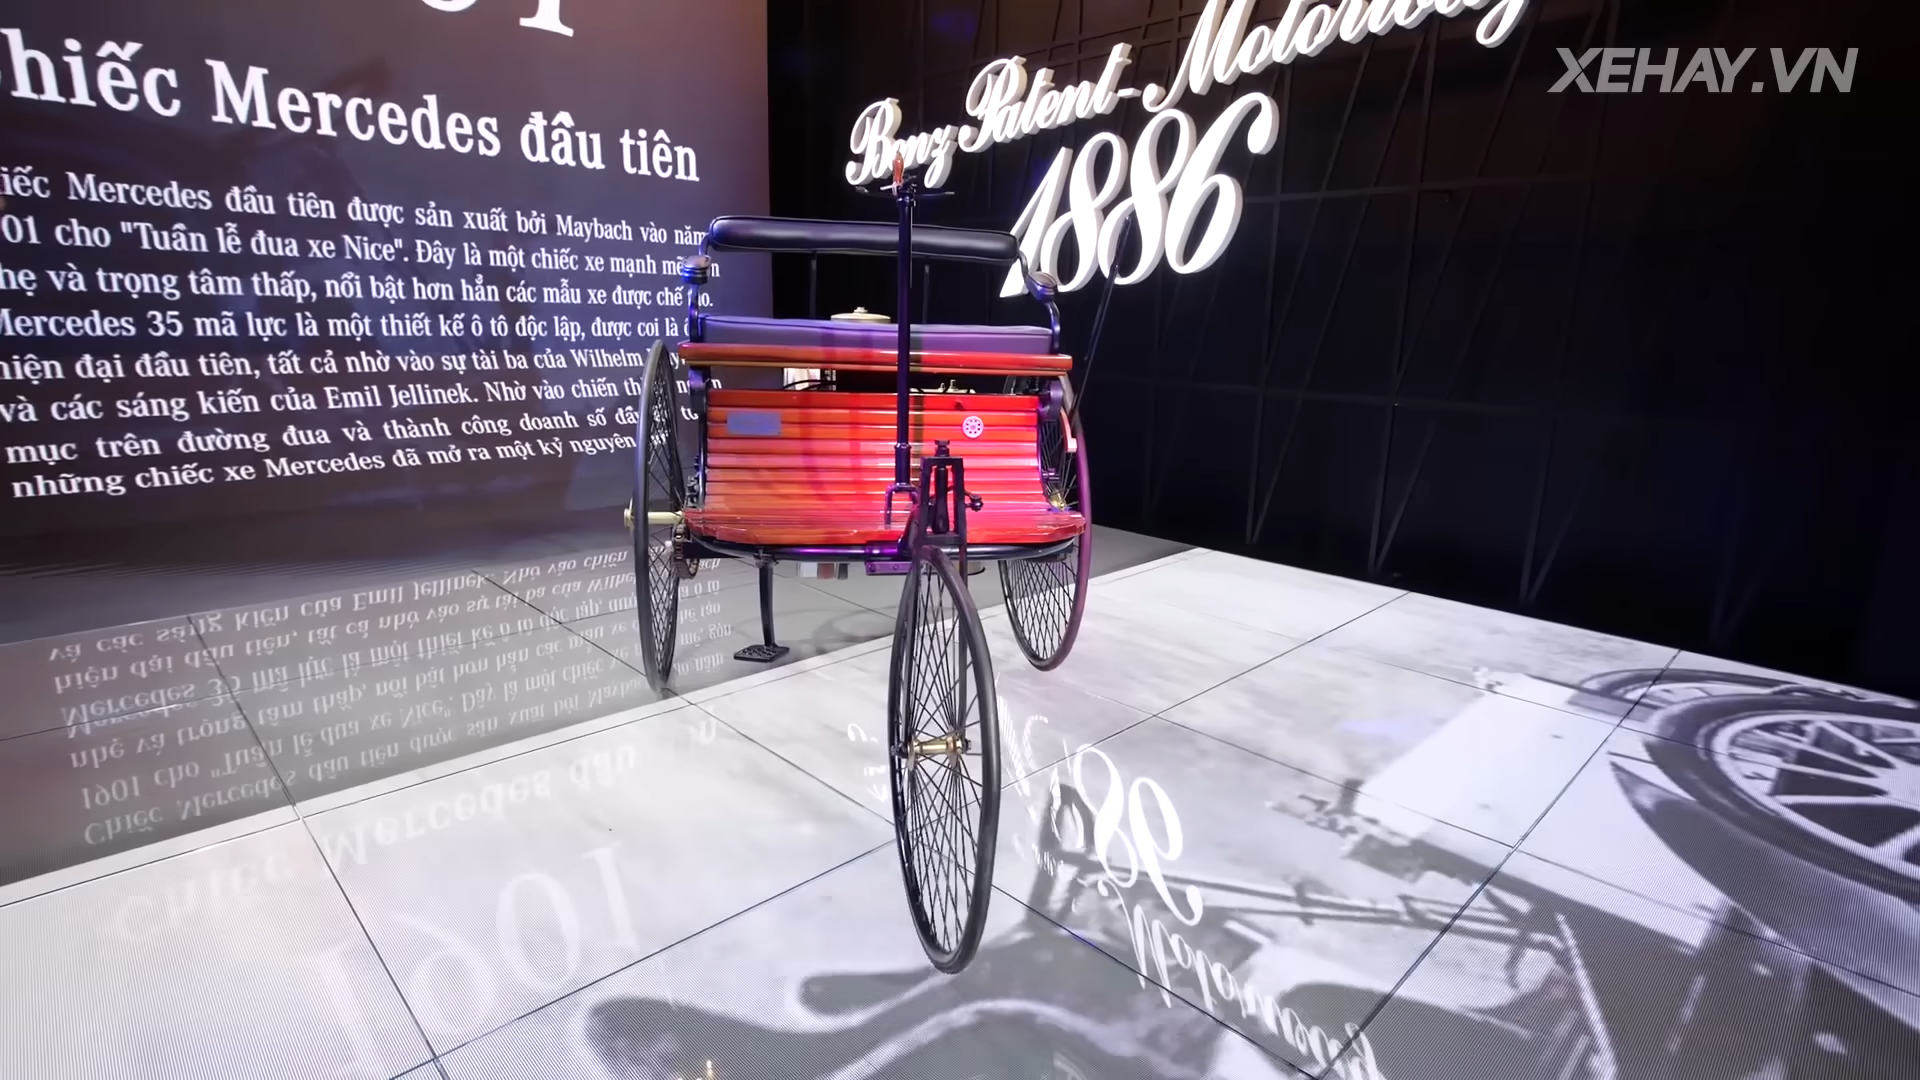 01
hiếc Mercedes đầu tiên
iếc Mercedes đầu tiên được sản xuất bởi Maybach vào năm
01 cho "Tuần lễ đua xe Nice". Đây là một chiếc xe mạnh mẽ
hẹ và trọng tâm thấp, nổi bật hơn hẳn các mẫu xe được chế
Mercedes 35 mã lực là một thiết kế ô tô độc lập, được coi là
hiện đại đầu tiên, tất cả nhờ vào sự tài ba của Wilhelm
và các sáng kiến của Emil Jellinek. Nhờ vào chiến
mục trên đường đua và thành công doanh số
những chiếc xe Mercedes đã mở ra một kỷ nguyên
Benz Patent-Motorwag
1886
XEHAY.VN